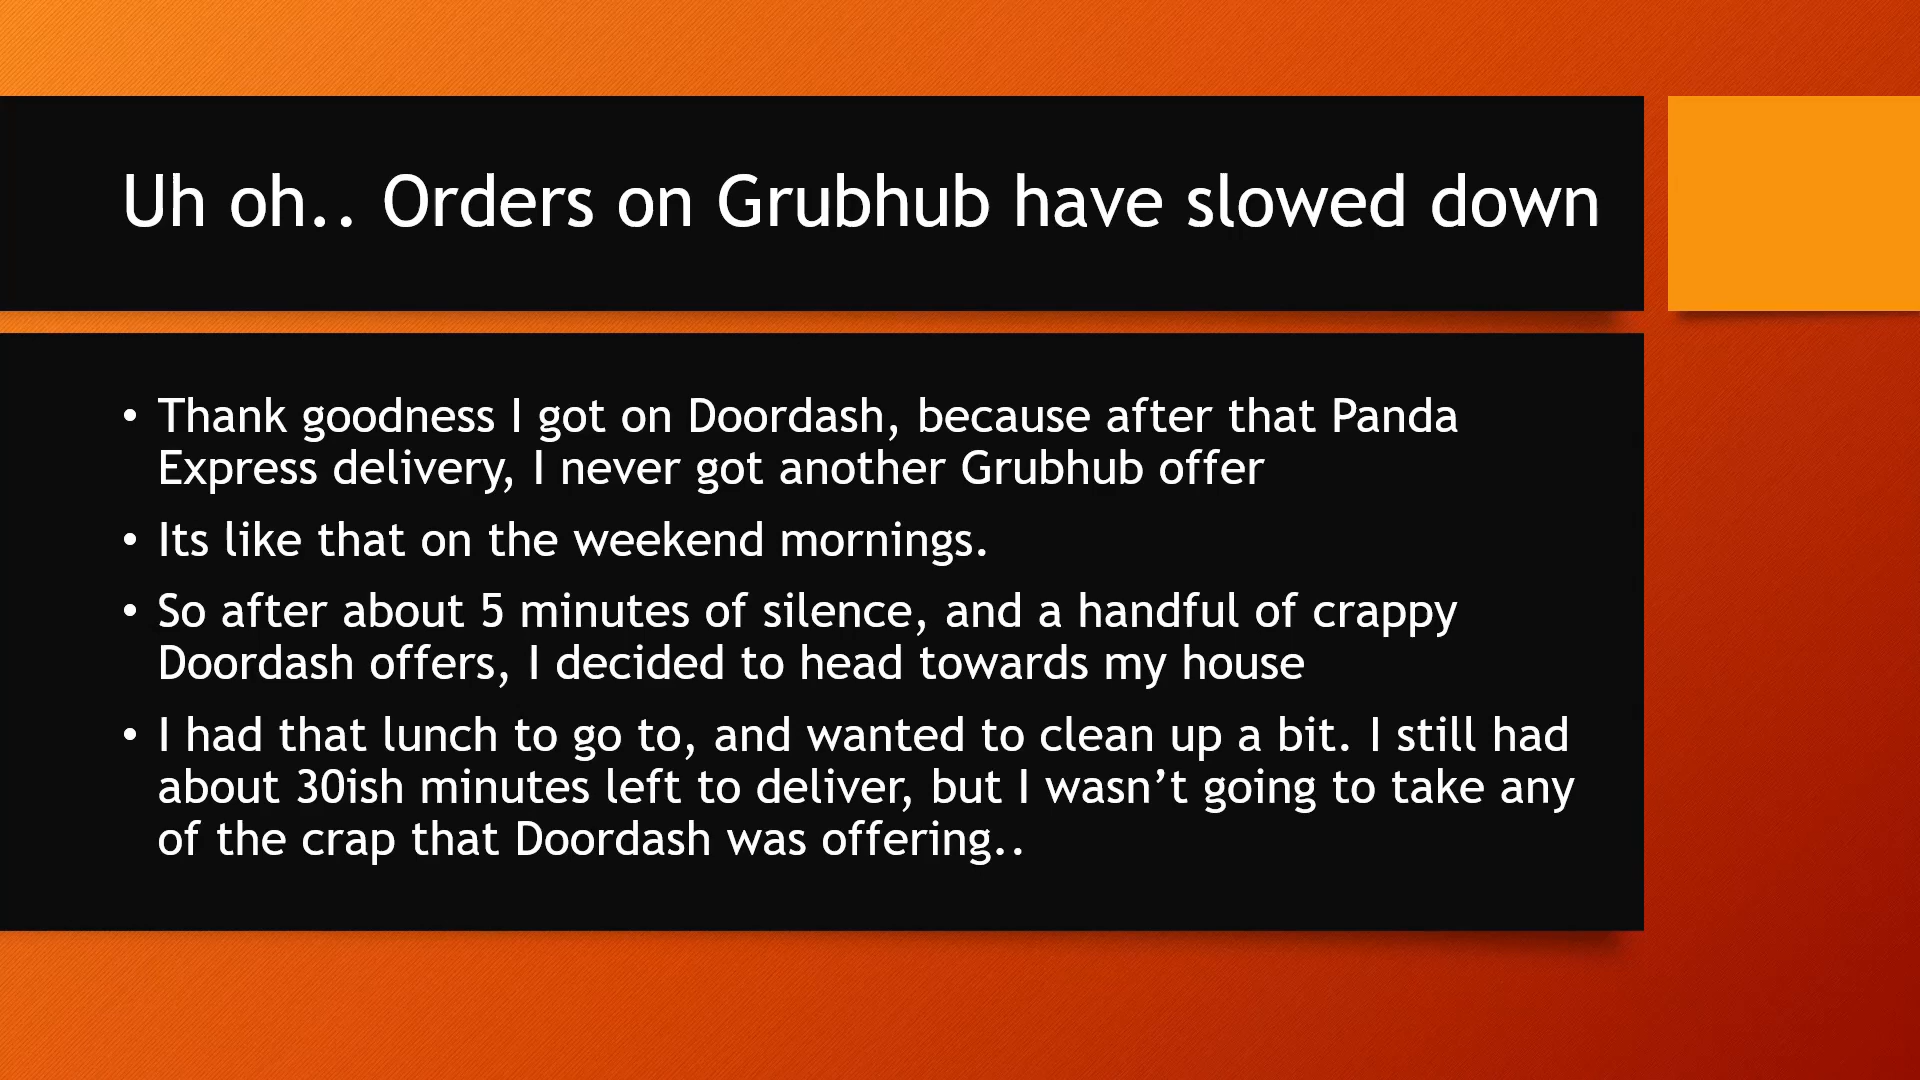 Uh oh.. Orders on Grubhub have slowed down
• Thank goodness I got on Doordash, because after that Panda
Express delivery, I never got another Grubhub offer
• Its like that on the weekend mornings.
• So after about 5 minutes of silence, and a handful of crappy
Doordash offers, I decided to head towards my house
• I had that lunch to go to, and wanted to clean up a bit. I still had
about 30ish minutes left to deliver, but I wasn’t going to take any
of the crap that Doordash was offering..